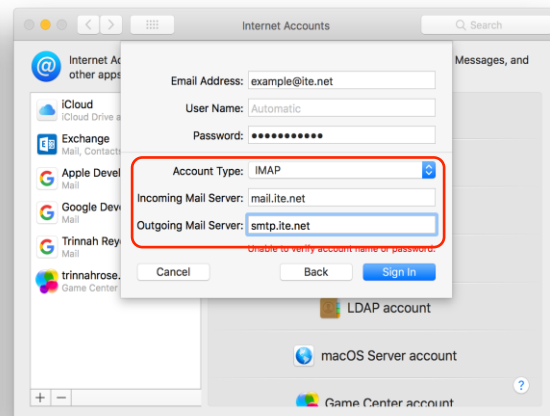 Internet Accounts
Search
Internet Ac
other apps
Messages, and
Email Address: example@ite.net
User Name: Automatic
Password: •••••••••••
Account Type: IMAP
Incoming Mail Server: mail.ite.net
Outgoing Mail Server: smtp.ite.net
Unable to verify account name or password.
Cancel
Back
Sign In
iCloud
iCloud Drive a
Exchange
Mail, Contacts
Apple Devel
Mail
Google Dev
Mail
Trinnah Rey
Mail
trinnahrose.
Game Center
LDAP account
macOS Server account
Game Center account
?